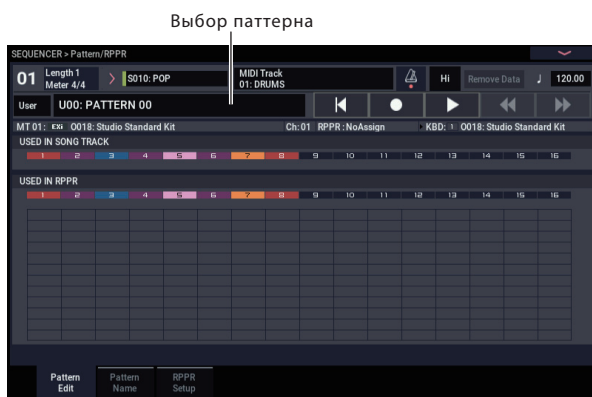 Выбор паттерна
SEQUENCER > Pattern/RPPR
01 Length 1 Meter 4/4 > S010: POP MIDI Track 01: DRUMS Hi Remove Data ♩ 120.00
User U00: PATTERN 00
MT 01: EXi O018: Studio Standard Kit Ch:01 RPPR : NoAssign KBD: 1 O018: Studio Standard Kit
USED IN SONG TRACK
1 2 3 4 5 6 7 8 9 10 11 12 13 14 15 16
USED IN RPPR
1 2 3 4 5 6 7 8 9 10 11 12 13 14 15 16
Pattern Edit Pattern Name RPPR Setup